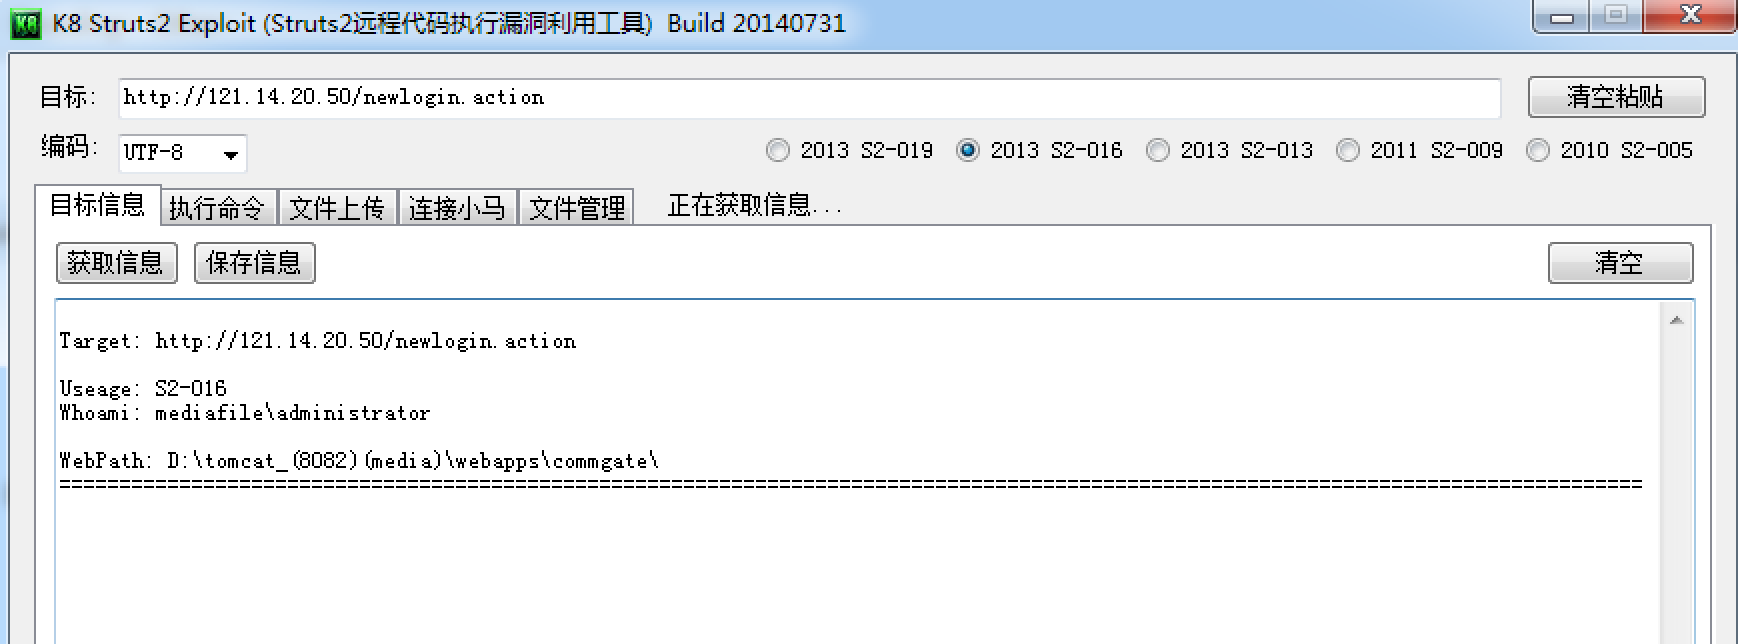 K8 Struts2 Exploit (Struts2远程代码执行漏洞利用工具) Build 20140731
目标: http://121.14.20.50/newlogin.action 清空粘贴
编码: UTF-8 2013 S2-019 2013 S2-016 2013 S2-013 2011 S2-009 2010 S2-005
目标信息 执行命令 文件上传 连接小马 文件管理 正在获取信息...
获取信息 保存信息 清空
Target: http://121.14.20.50/newlogin.action
Useage: S2-016
Whoami: mediafile\administrator
WebPath: D:\tomcat_(8082)(media)\webapps\commgate\
====================================================================================================================================